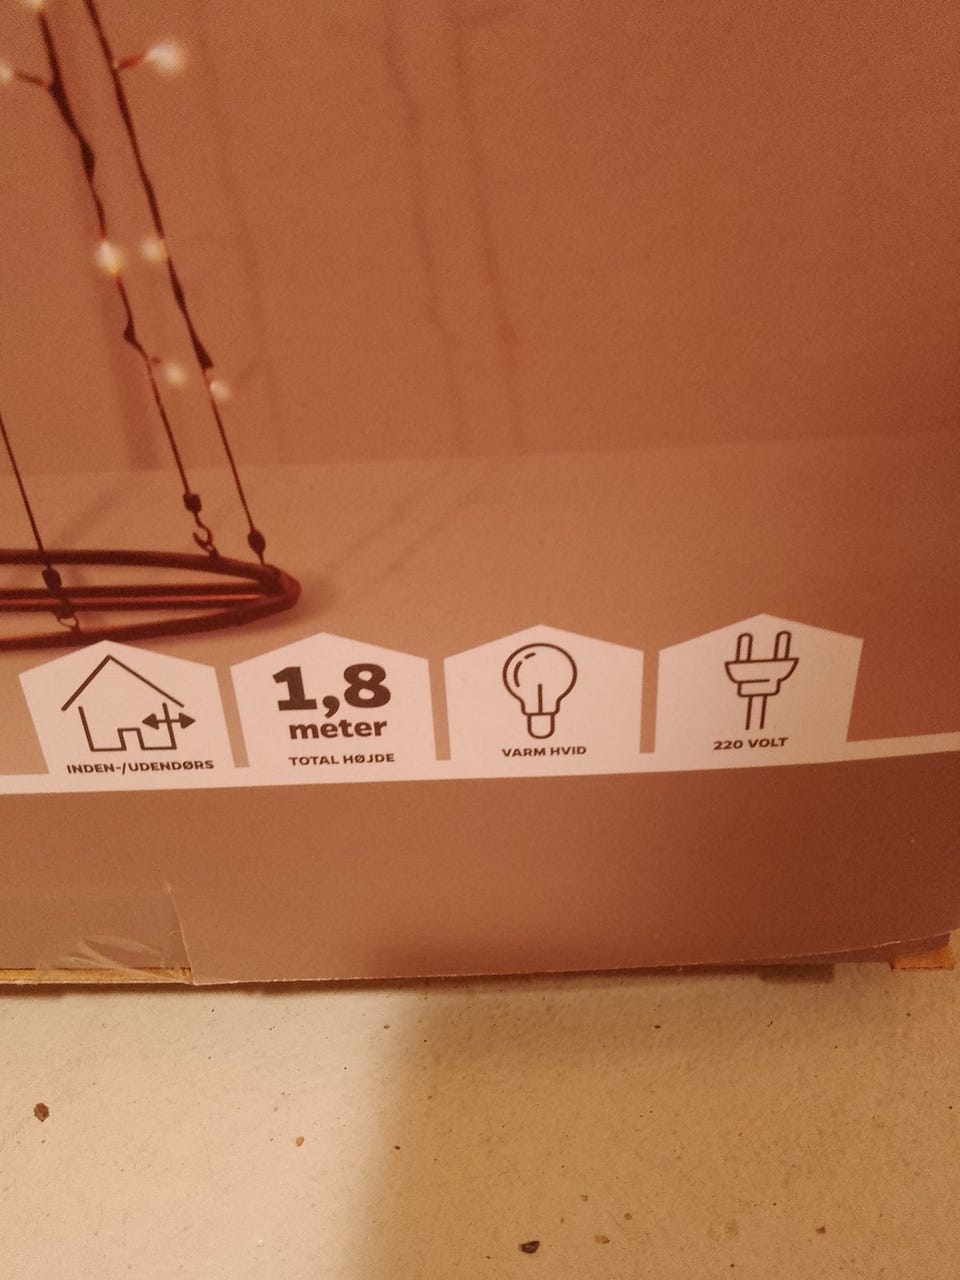 INDEN-/UDENDØRS
1,8
meter
TOTAL HØJDE
VARM HVID
220 VOLT